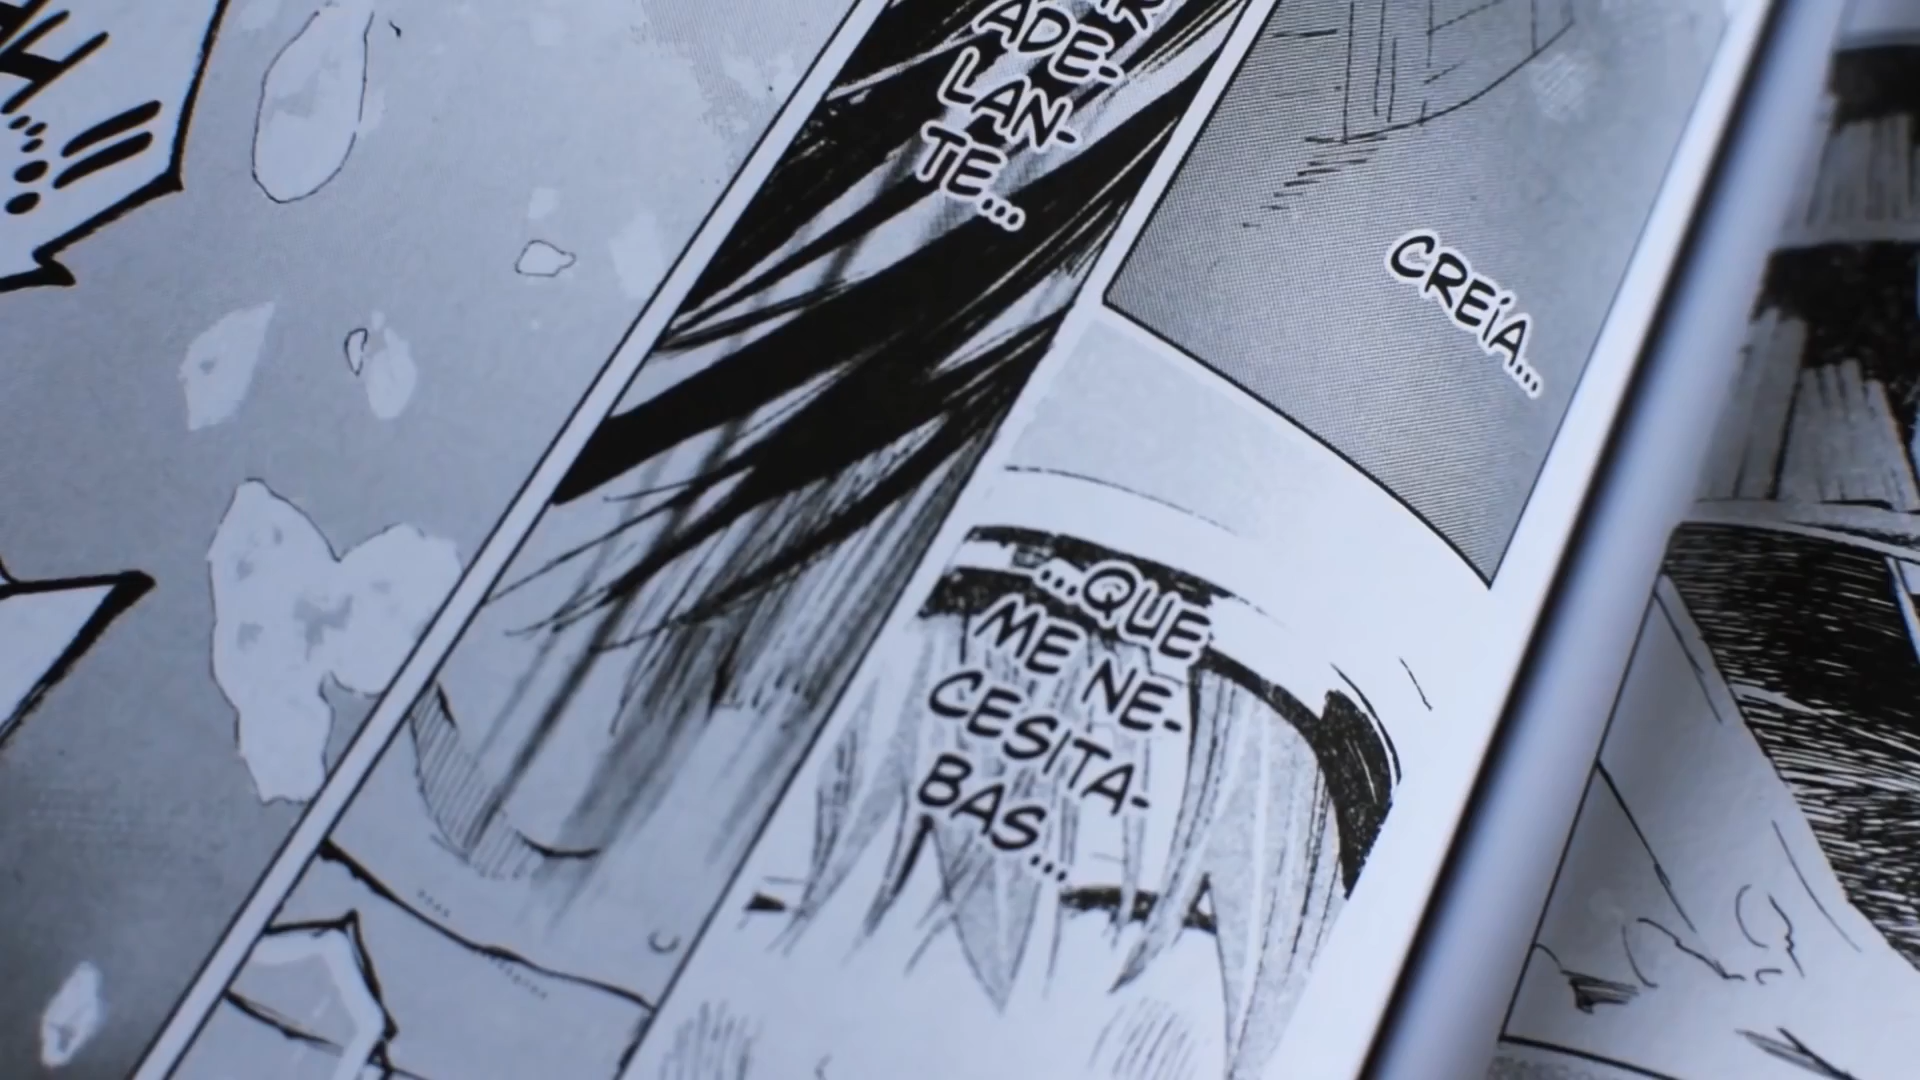 CREÍA...
...QUE
ME NE-
CESITA-
BAS...
ADE-
LAN-
TE...
H...!!